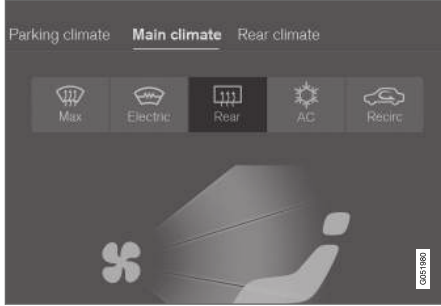 Parking climate Main climate Rear climate
Max Electric Rear AC Recirc
G051980